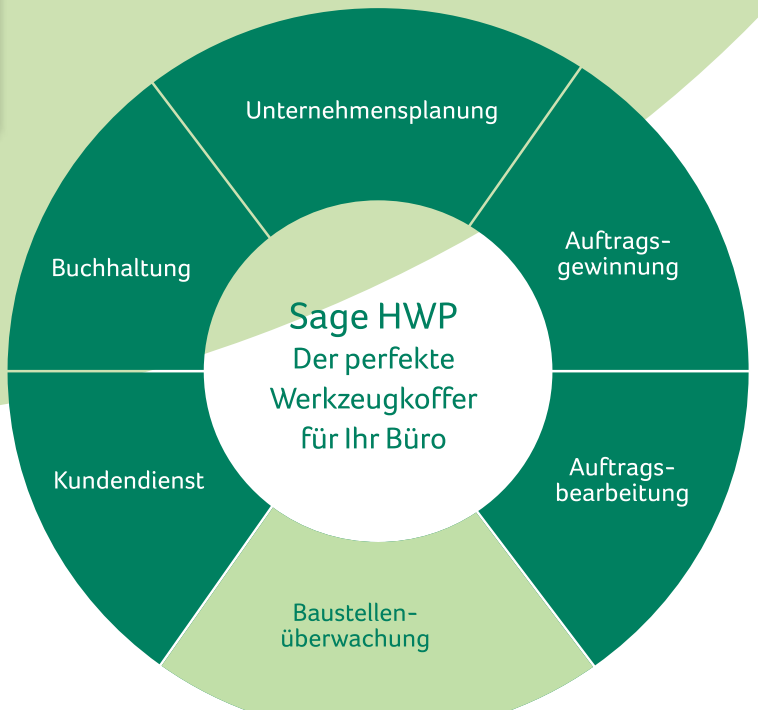 Unternehmensplanung
Auftrags-
gewinnung
Buchhaltung
Sage HWP
Der perfekte
Werkzeugkoffer
für Ihr Büro
Kundendienst
Auftrags-
bearbeitung
Baustellen-
überwachung